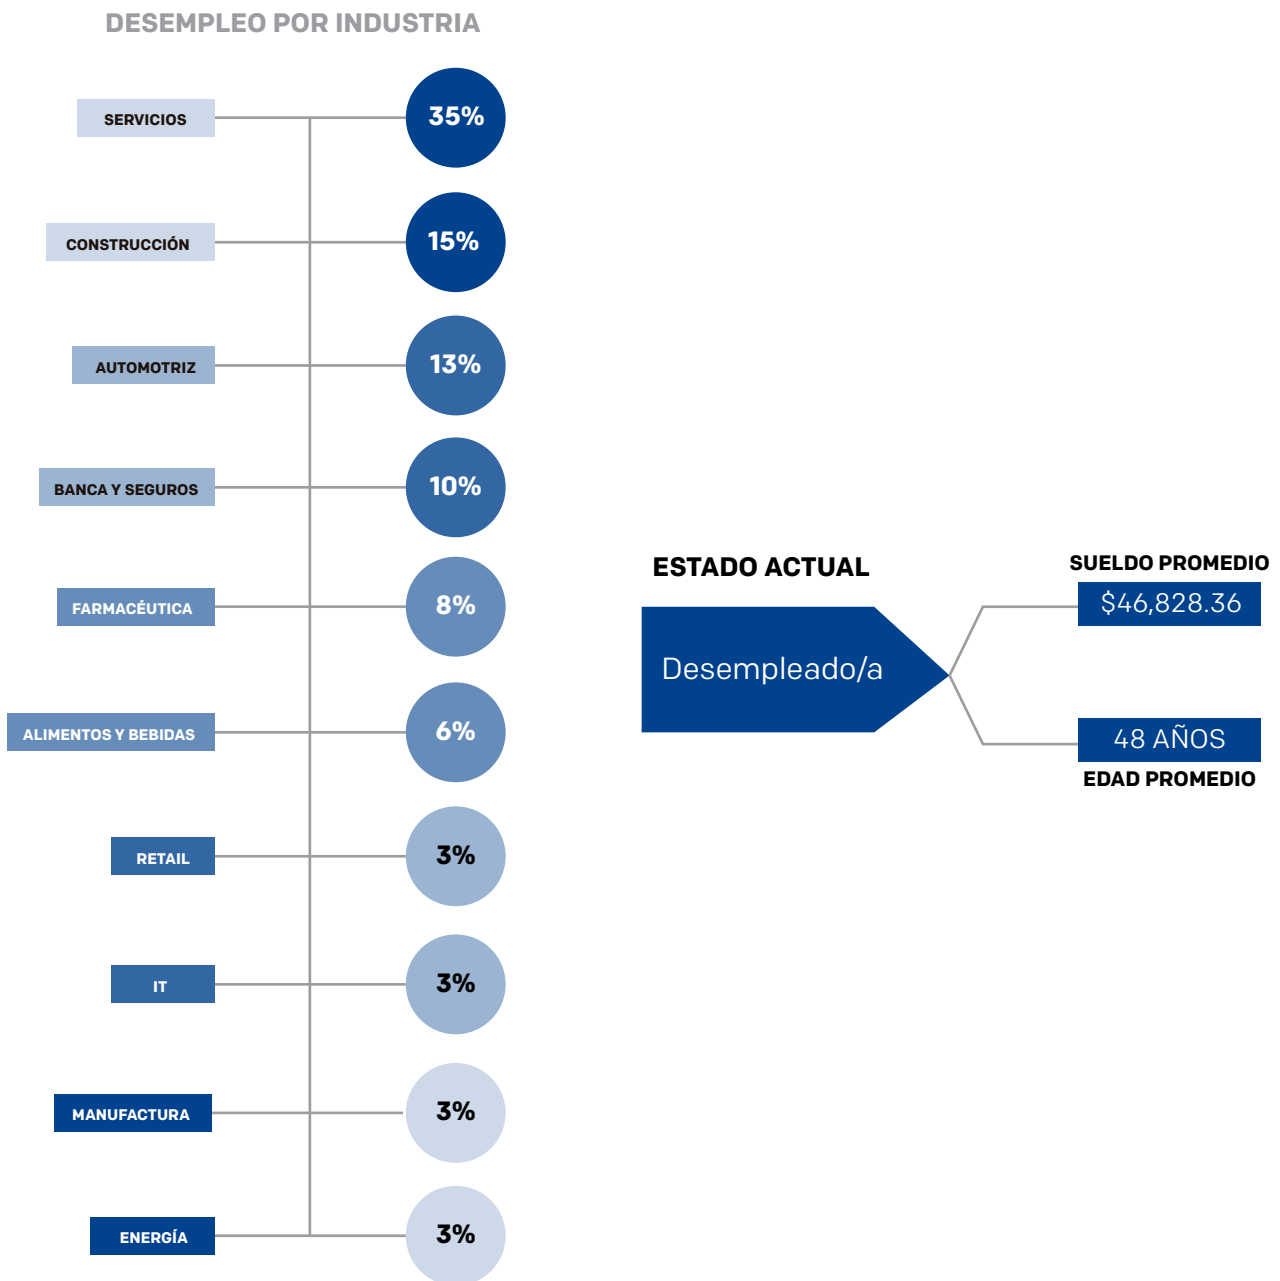 DESEMPLEO POR INDUSTRIA
SERVICIOS
35%
CONSTRUCCIÓN
15%
AUTOMOTRIZ
13%
BANCA Y SEGUROS
10%
FARMACÉUTICA
8%
ALIMENTOS Y BEBIDAS
6%
RETAIL
3%
IT
3%
MANUFACTURA
3%
ENERGÍA
3%
ESTADO ACTUAL
Desempleado/a
SUELDO PROMEDIO
$46,828.36
48 AÑOS
EDAD PROMEDIO